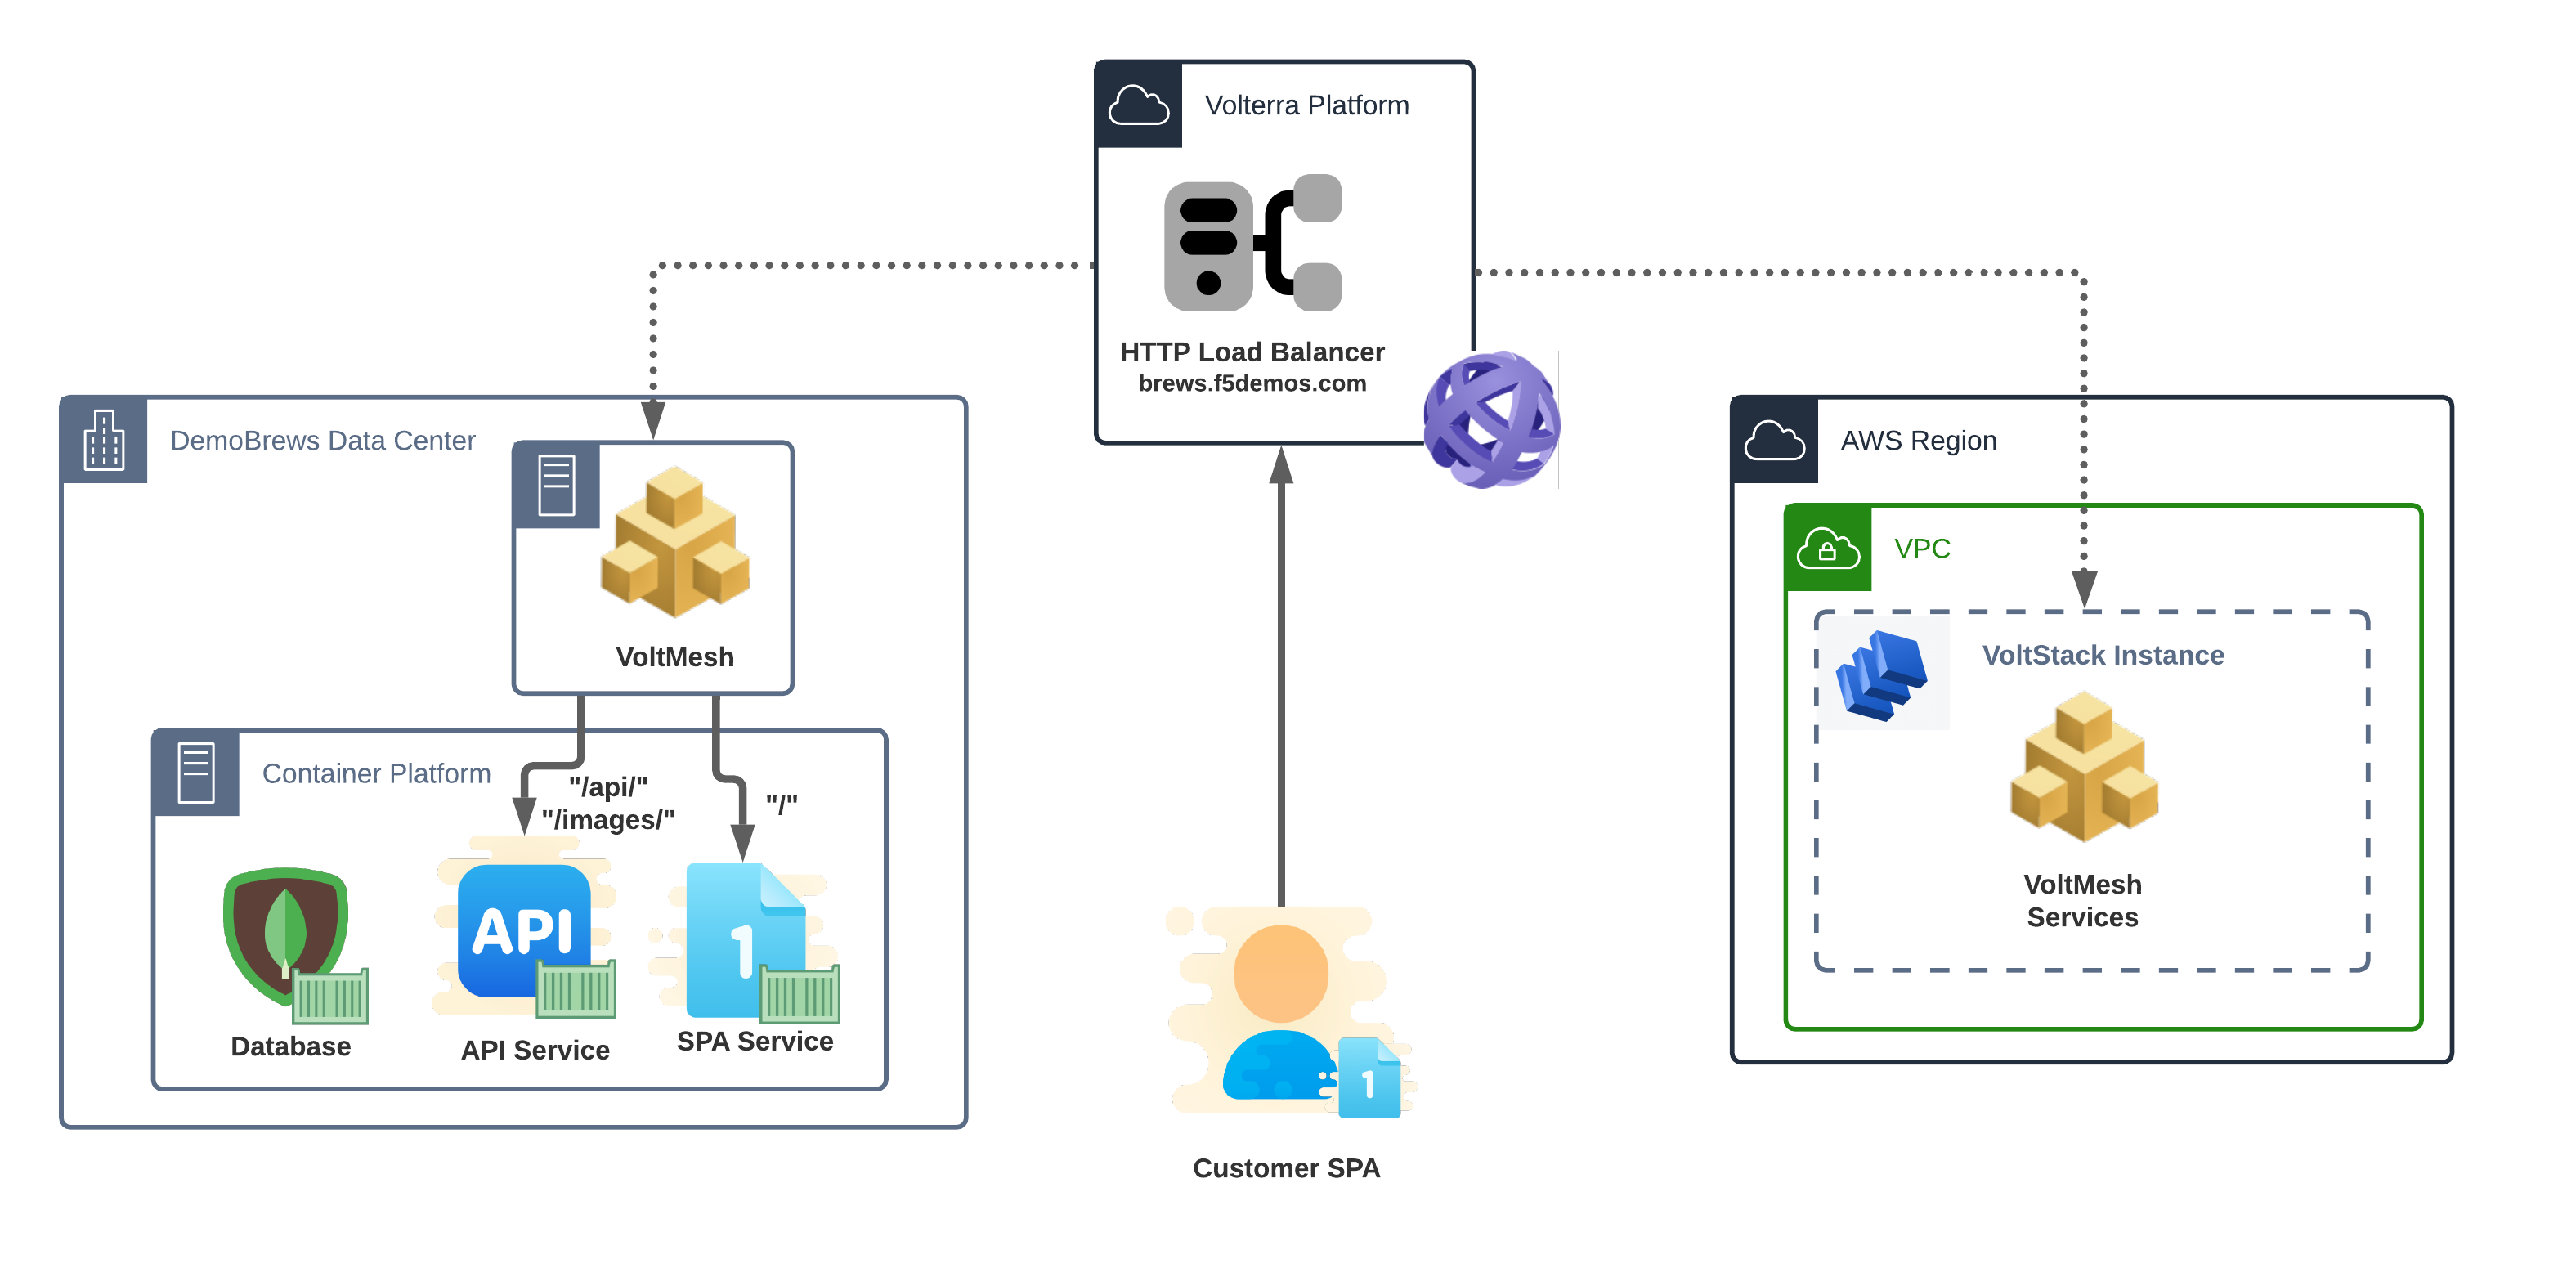 Volterra Platform
HTTP Load Balancer
brews.f5demos.com
DemoBrews Data Center
VoltMesh
Container Platform
"/api/"
"/images/"
"/"
API
1
Database
API Service
SPA Service
1
Customer SPA
AWS Region
VPC
VoltStack Instance
VoltMesh
Services